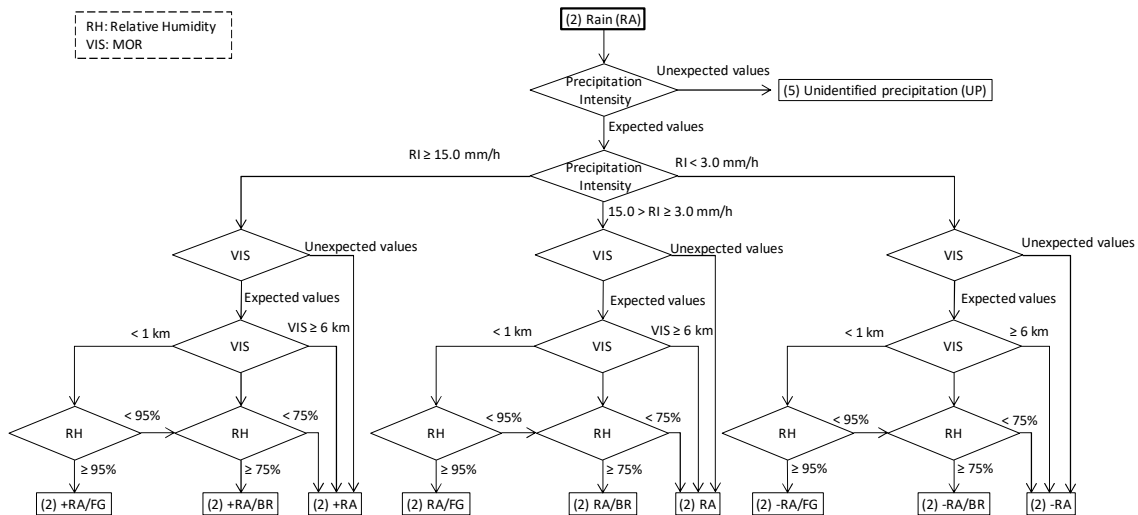 RH: Relative Humidity
VIS: MOR
(2) Rain (RA)
Precipitation
Intensity
Unexpected values
(5) Unidentified precipitation (UP)
Expected values
RI ≥ 15.0 mm/h
Precipitation
Intensity
RI < 3.0 mm/h
15.0 > RI ≥ 3.0 mm/h
VIS
Unexpected values
VIS
Unexpected values
VIS
Unexpected values
Expected values
Expected values
Expected values
< 1 km
VIS
VIS ≥ 6 km
< 1 km
VIS
VIS ≥ 6 km
< 1 km
VIS
≥ 6 km
RH
< 95%
RH
< 75%
RH
< 95%
RH
< 75%
RH
< 95%
RH
< 75%
≥ 95%
≥ 75%
≥ 95%
≥ 75%
≥ 95%
≥ 75%
(2) +RA/FG
(2) +RA/BR
(2) +RA
(2) RA/FG
(2) RA/BR
(2) RA
(2) -RA/FG
(2) -RA/BR
(2) -RA